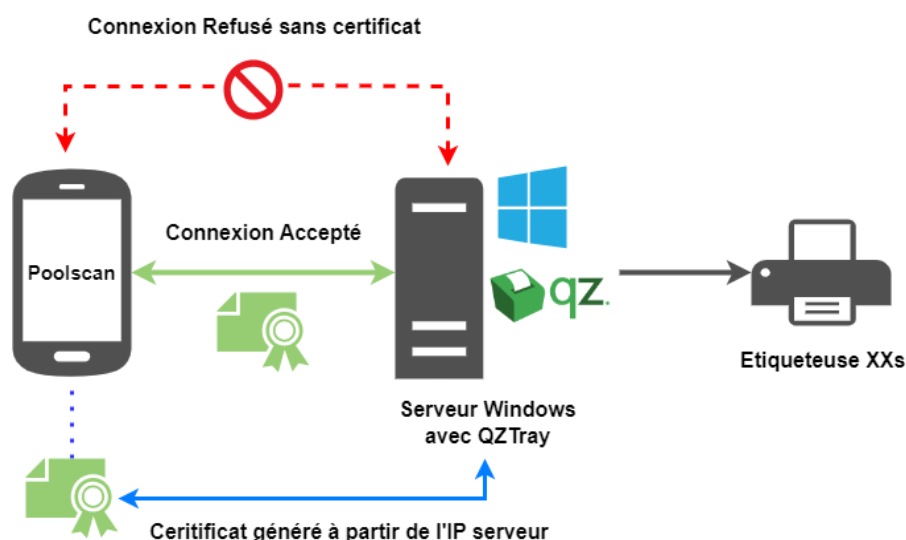 Connexion Refusé sans certificat
Connexion Accepté
Poolscan
qz.
Etiqueteuse XXs
Serveur Windows
avec QZTray
Ceritificat généré à partir de l'IP serveur